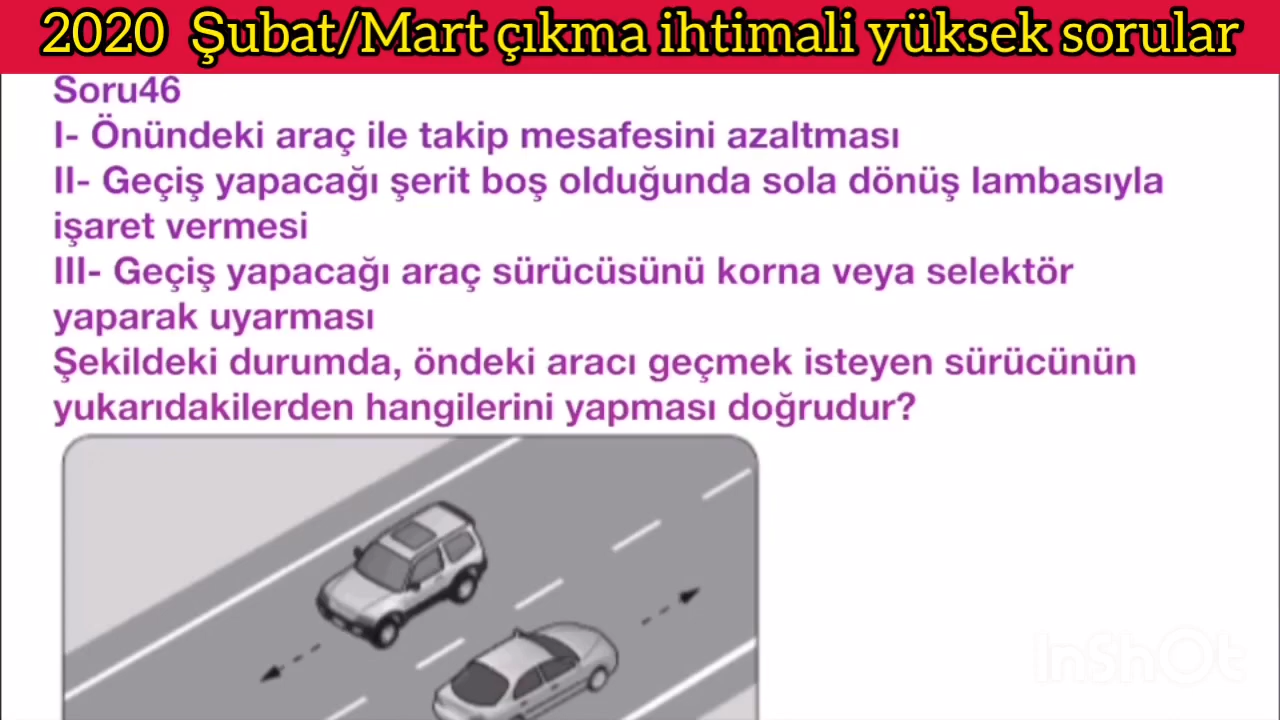 2020 Şubat/Mart çıkma ihtimali yüksek sorular
Soru46
I- Önündeki araç ile takip mesafesini azaltması
II- Geçiş yapacağı şerit boş olduğunda sola dönüş lambasıyla
işaret vermesi
III- Geçiş yapacağı araç sürücüsünü korna veya selektör
yaparak uyarması
Şekildeki durumda, öndeki aracı geçmek isteyen sürücünün
yukarıdakilerden hangilerini yapması doğrudur?
InShOt